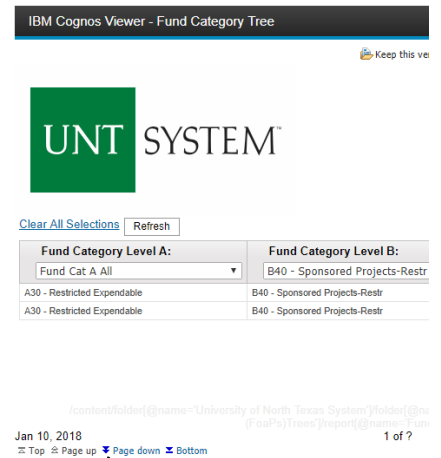 IBM Cognos Viewer - Fund Category Tree
Keep this ver
UNT SYSTEM™
Clear All Selections Refresh
Fund Category Level A: Fund Category Level B:
Fund Cat A All B40 - Sponsored Projects-Restr
A30 - Restricted Expendable B40 - Sponsored Projects-Restr
A30 - Restricted Expendable B40 - Sponsored Projects-Restr
/content/folder[@name='University of North Texas System']/folder[@na
(FoaPs)Trees']/report[@name='Fund
Jan 10, 2018 1 of ?
Top Page up Page down Bottom